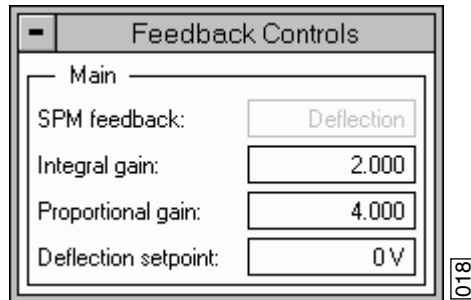 Feedback Controls
Main
SPM feedback: Deflection
Integral gain: 2.000
Proportional gain: 4.000
Deflection setpoint: 0 V
018